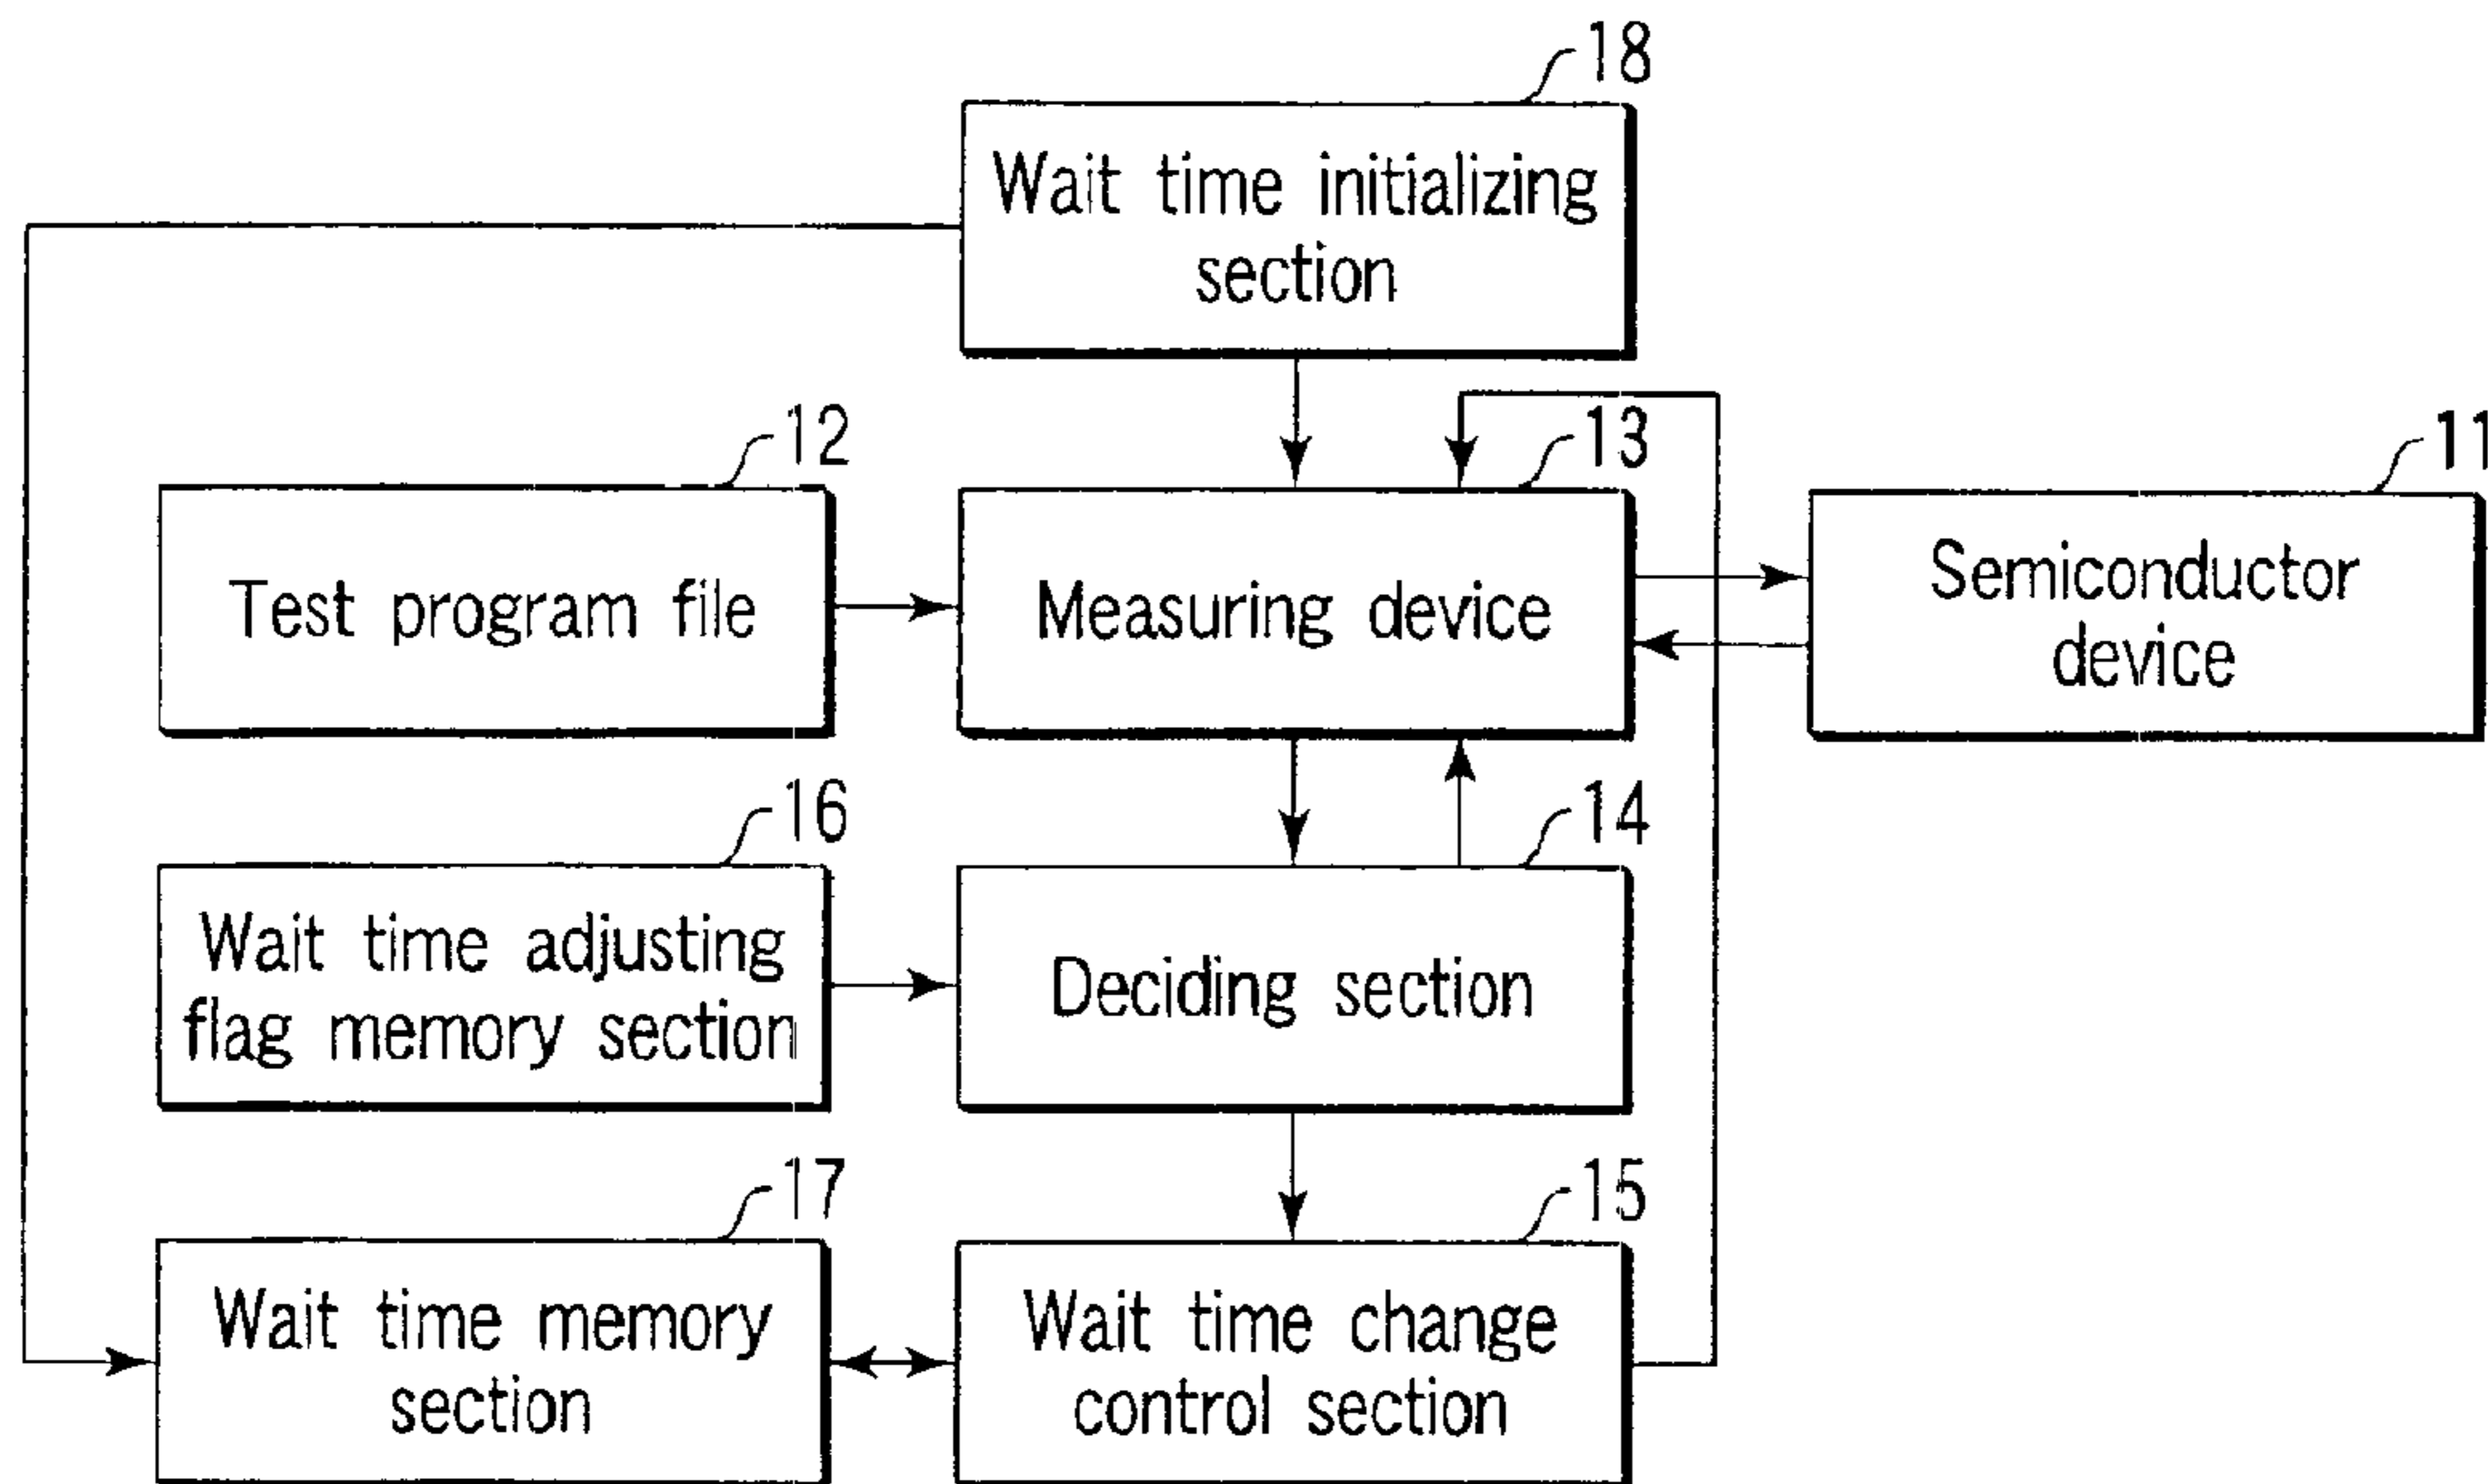 18
Wait time initializing
section
12
13
11
Test program file
Measuring device
Semiconductor
device
16
14
Wait time adjusting
flag memory section
Deciding section
17
15
Wait time memory
section
Wait time change
control section